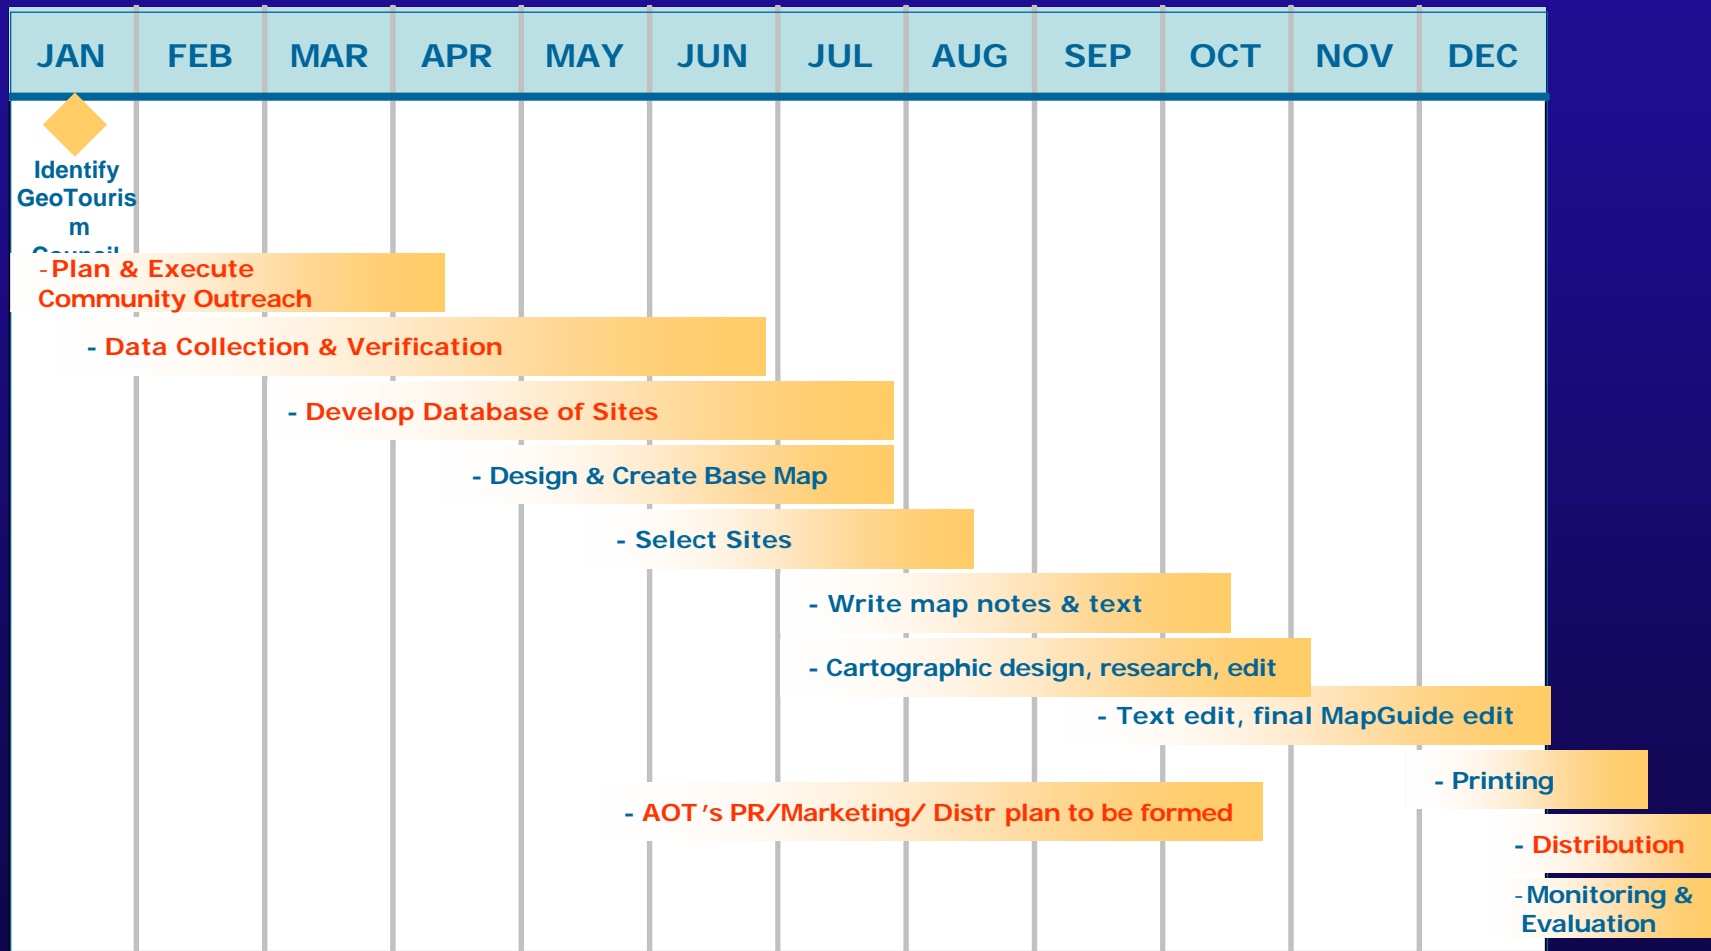 JAN FEB MAR APR MAY JUN JUL AUG SEP OCT NOV DEC
Identify
GeoTouris
m
Council
-Plan & Execute
Community Outreach
- Data Collection & Verification
- Develop Database of Sites
- Design & Create Base Map
- Select Sites
- Write map notes & text
- Cartographic design, research, edit
- Text edit, final MapGuide edit
- Printing
- AOT's PR/Marketing/ Distr plan to be formed
- Distribution
-Monitoring &
Evaluation